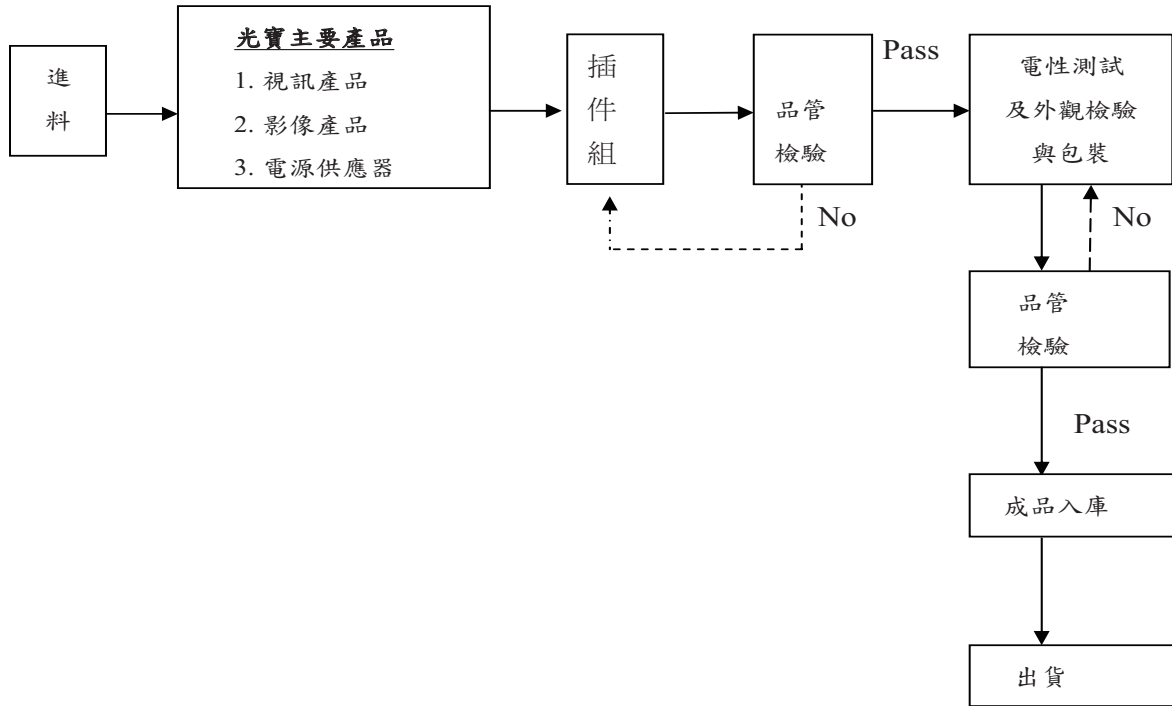 進
料
光寶主要產品
1. 視訊產品
2. 影像產品
3. 電源供應器
插
件
組
品管
檢驗
Pass
No
電性測試
及外觀檢驗
與包裝
No
品管
檢驗
Pass
成品入庫
出貨